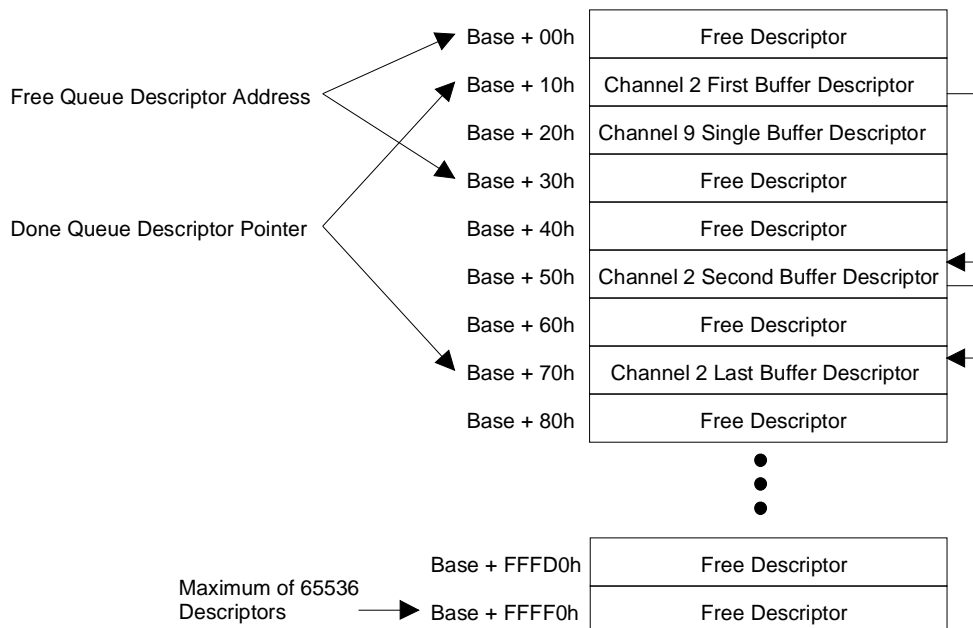 Base + 00h Free Descriptor
Free Queue Descriptor Address
Base + 10h Channel 2 First Buffer Descriptor
Base + 20h Channel 9 Single Buffer Descriptor
Base + 30h Free Descriptor
Done Queue Descriptor Pointer
Base + 40h Free Descriptor
Base + 50h Channel 2 Second Buffer Descriptor
Base + 60h Free Descriptor
Base + 70h Channel 2 Last Buffer Descriptor
Base + 80h Free Descriptor
Base + FFFD0h Free Descriptor
Maximum of 65536
Descriptors
Base + FFFF0h Free Descriptor